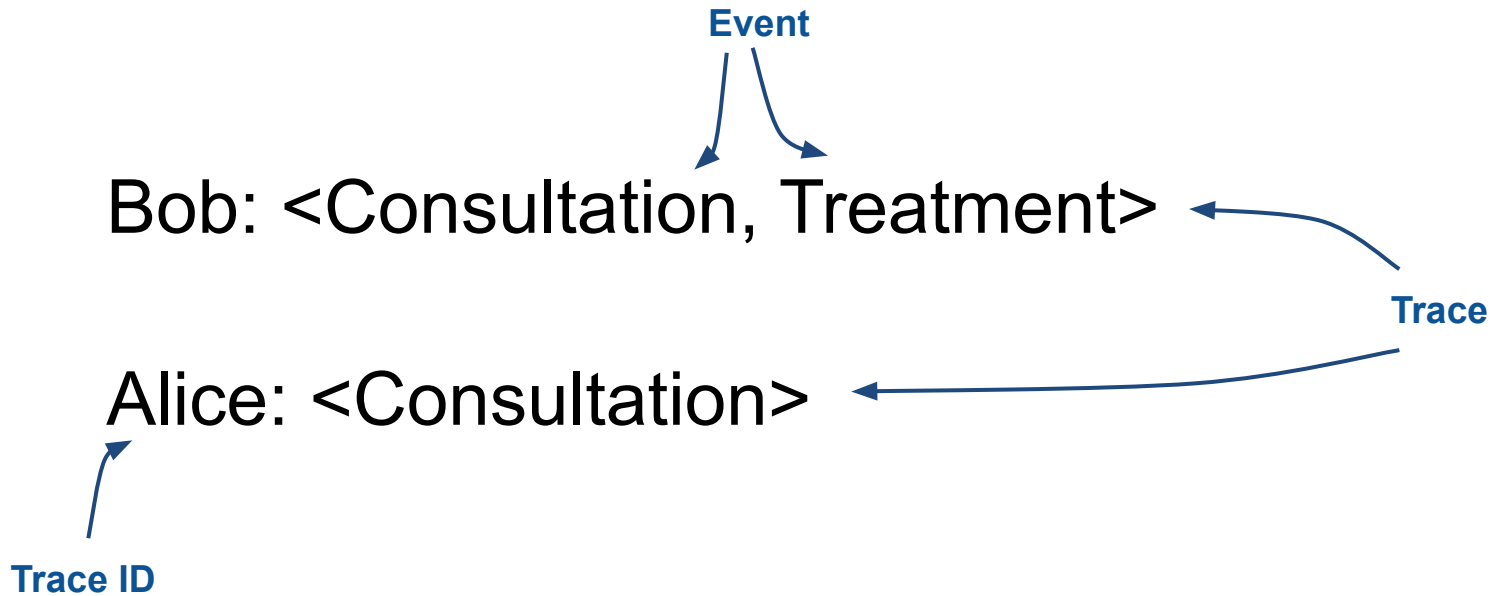 Event
Bob: <Consultation, Treatment>
Trace
Alice: <Consultation>
Trace ID